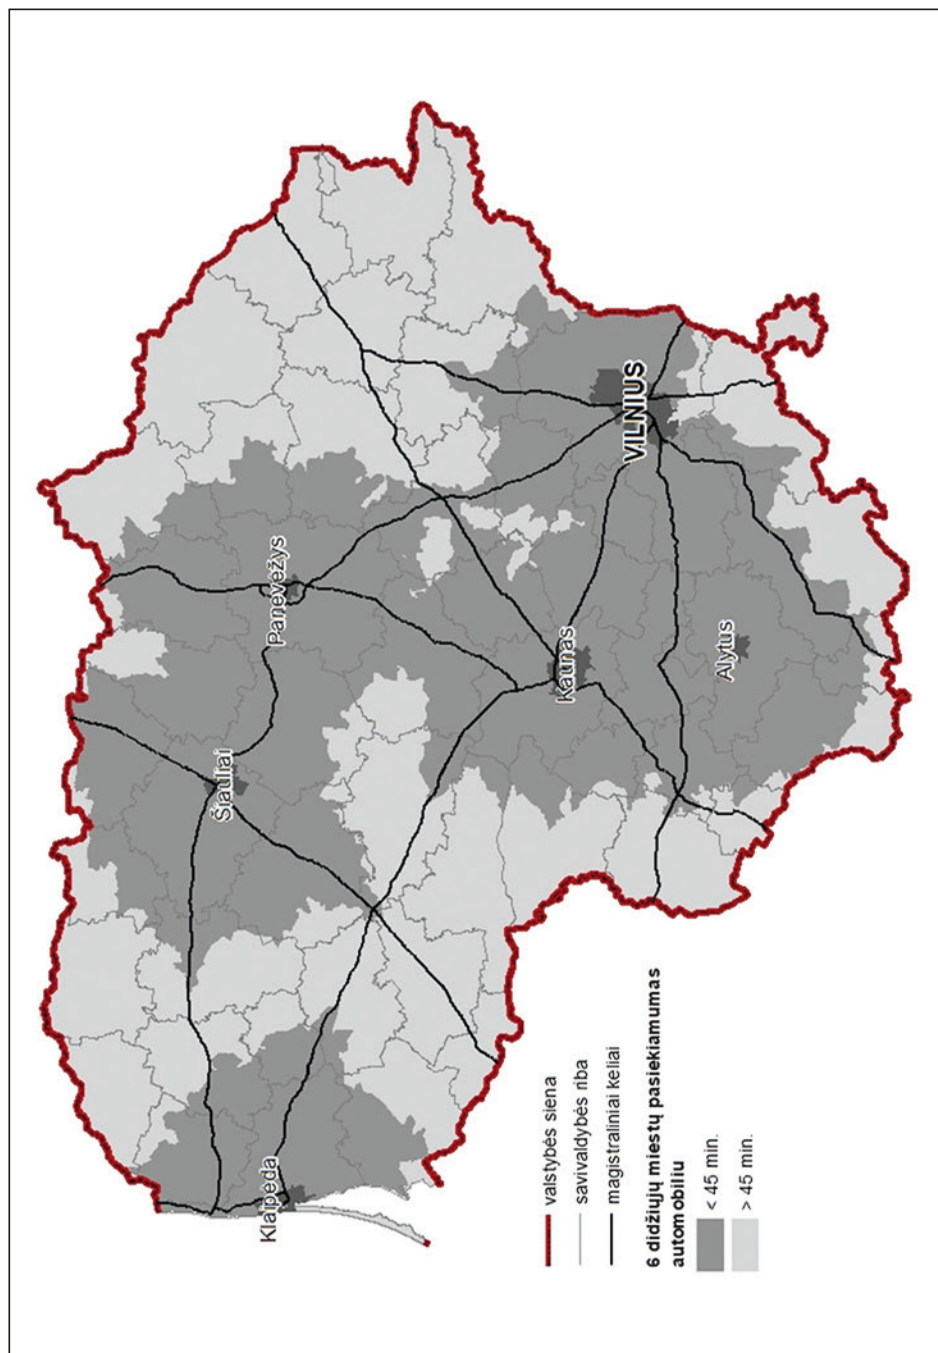 Šiauliai
Panevėžys
Klaipėda
Kaunas
VILNIUS
Alytus
valstybės siena
savivaldybės riba
magistraliniai keliai
6 didžiųjų miestų pasiekiamumas
automobiliu
< 45 min.
> 45 min.